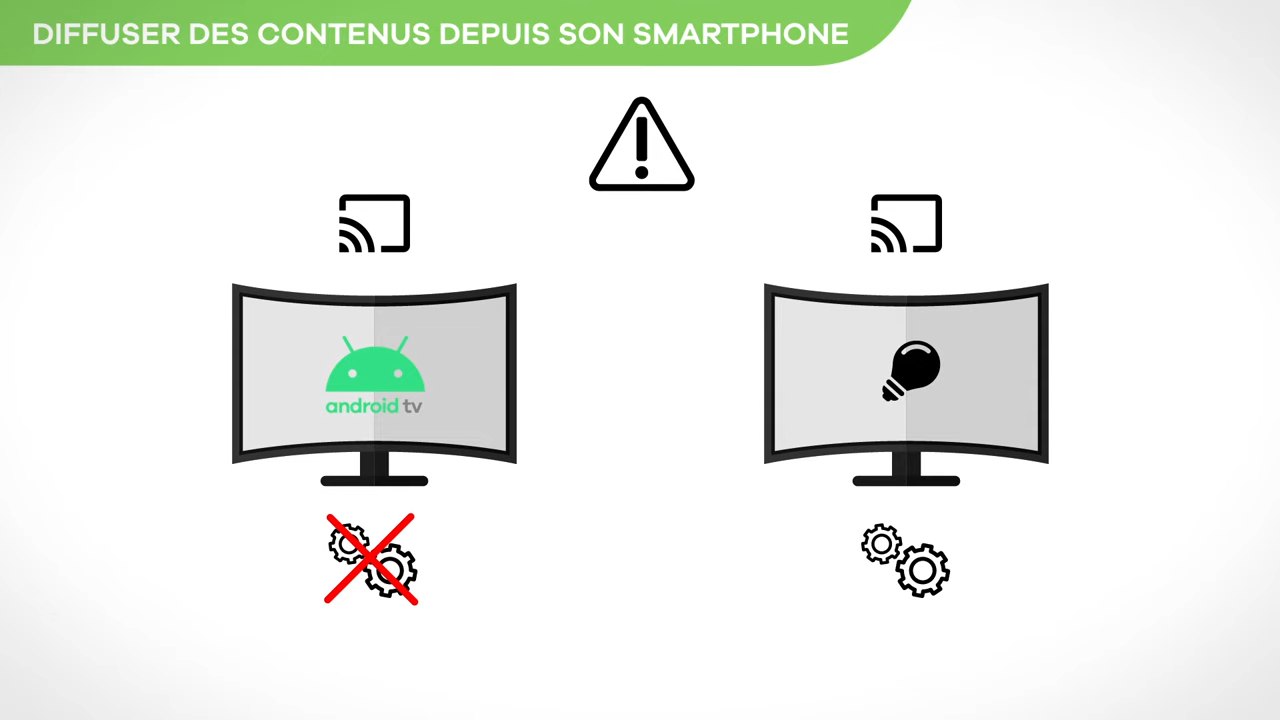 DIFFUSER DES CONTENUS DEPUIS SON SMARTPHONE
android tv